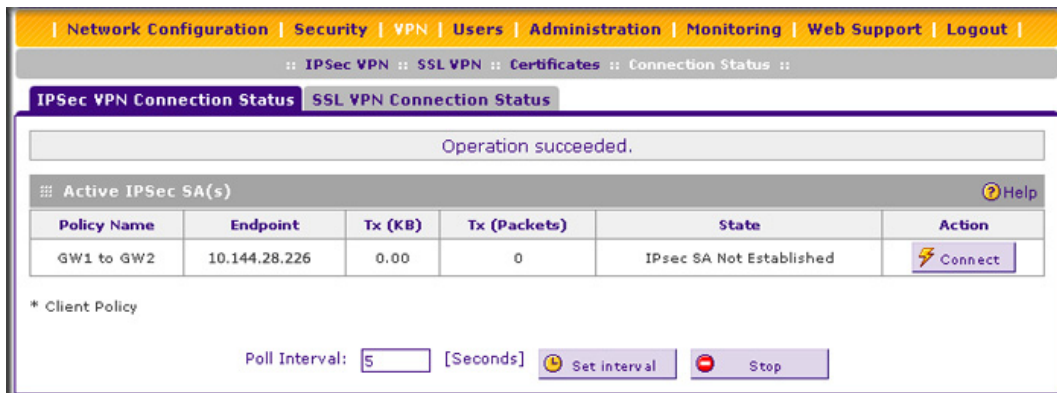 | Network Configuration | Security | VPN | Users | Administration | Monitoring | Web Support | Logout |
:: IPSec VPN :: SSL VPN :: Certificates :: Connection Status ::
IPSec VPN Connection Status SSL VPN Connection Status
Operation succeeded.
Active IPSec SA(s) ? Help
Policy Name Endpoint Tx (KB) Tx (Packets) State Action
GW1 to GW2 10.144.28.226 0.00 0 IPsec SA Not Established Connect
* Client Policy
Poll Interval: 5 [Seconds] Set interval Stop